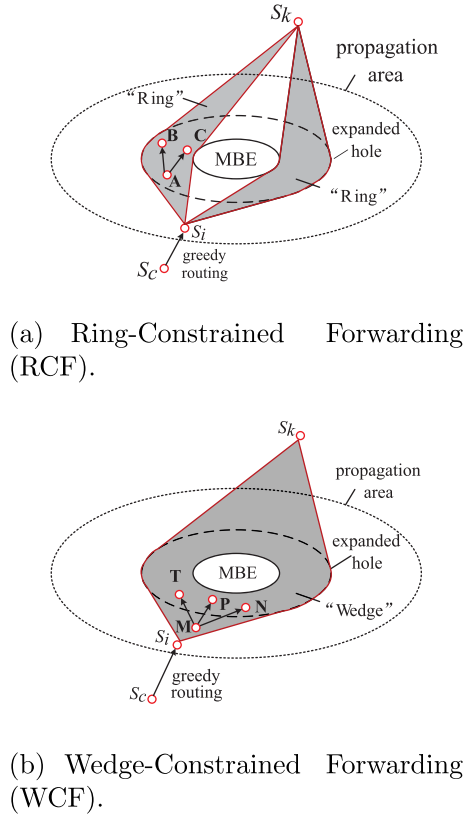 Sk
propagation
area
“Ring”
B
C
expanded
hole
MBE
A
“Ring”
Si
greedy
routing
Sc
(a) Ring-Constrained Forwarding
(RCF).
Sk
propagation
area
expanded
hole
T
MBE
P
N
“Wedge”
M
Si
greedy
routing
Sc
(b) Wedge-Constrained Forwarding
(WCF).